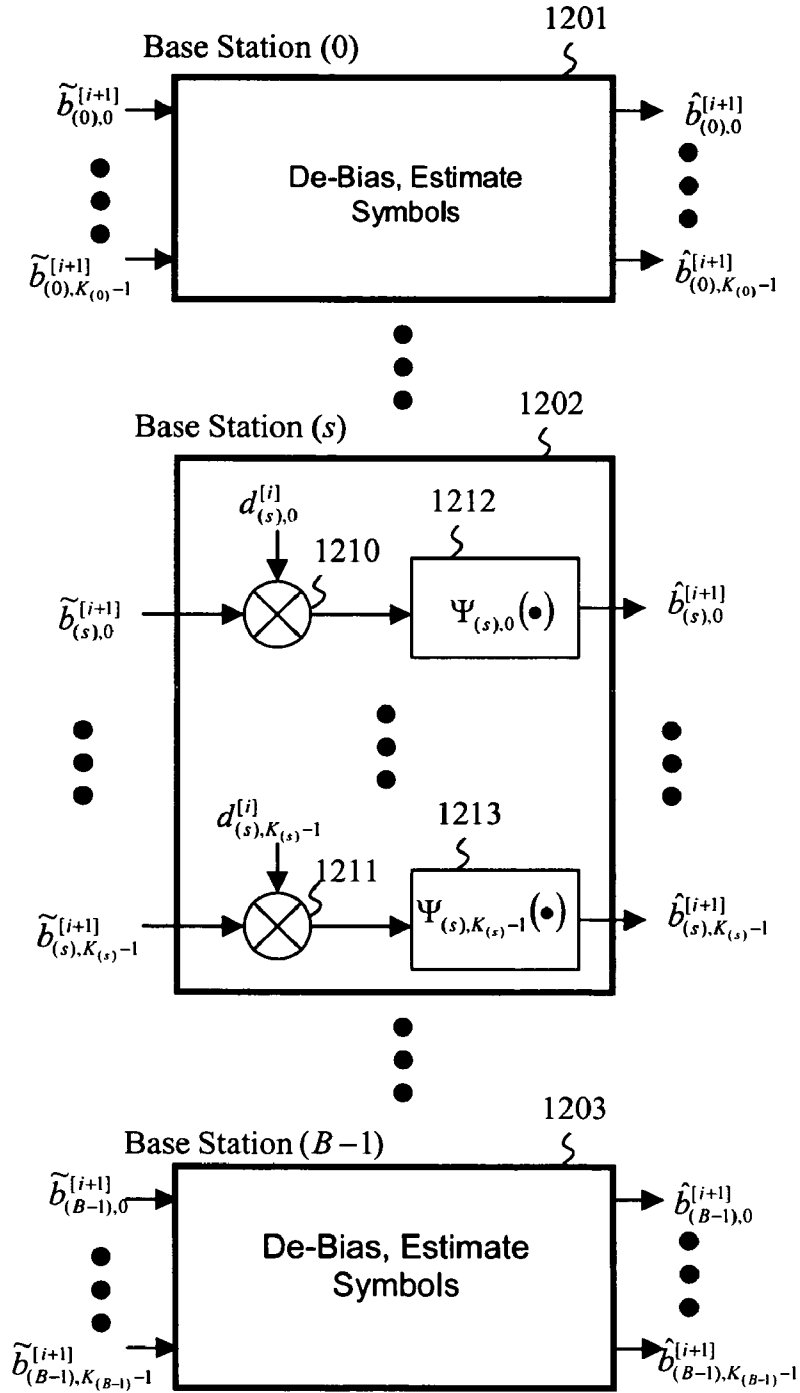 1201
Base Station (0)
b̃_{(0),0}^{[i+1]}
b̂_{(0),0}^{[i+1]}
De-Bias, Estimate
Symbols
b̃_{(0),K_{(0)}-1}^{[i+1]}
b̂_{(0),K_{(0)}-1}^{[i+1]}
1202
Base Station (s)
d_{(s),0}^{[i]}
1212
1210
b̃_{(s),0}^{[i+1]}
Ψ_{(s),0}(•)
b̂_{(s),0}^{[i+1]}
d_{(s),K_{(s)}-1}^{[i]}
1213
1211
b̃_{(s),K_{(s)}-1}^{[i+1]}
Ψ_{(s),K_{(s)}-1}(•)
b̂_{(s),K_{(s)}-1}^{[i+1]}
1203
Base Station (B-1)
b̃_{(B-1),0}^{[i+1]}
b̂_{(B-1),0}^{[i+1]}
De-Bias, Estimate
Symbols
b̃_{(B-1),K_{(B-1)}-1}^{[i+1]}
b̂_{(B-1),K_{(B-1)}-1}^{[i+1]}